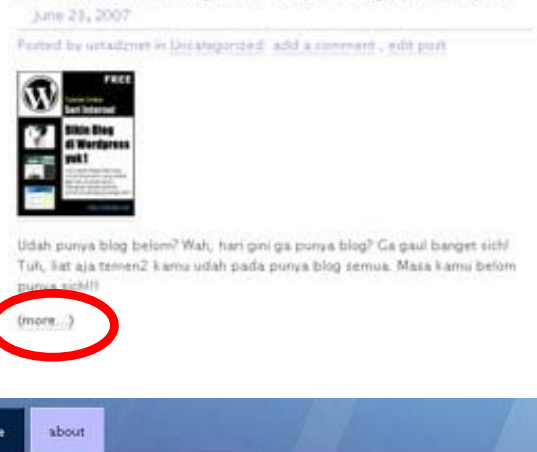 June 23, 2007
Posted by ustadznet in Uncategorized. add a comment , edit post
FREE
W
Seri Internet
Bikin Blog
di Wordpress
yuk!
Udah punya blog belom? Wah, hari gini ga punya blog? Ga gaul banget sich!
Tuh, liat aja temen2 kamu udah pada punya blog semua. Masa kamu belom
punya sich!!!
(more...)
e about